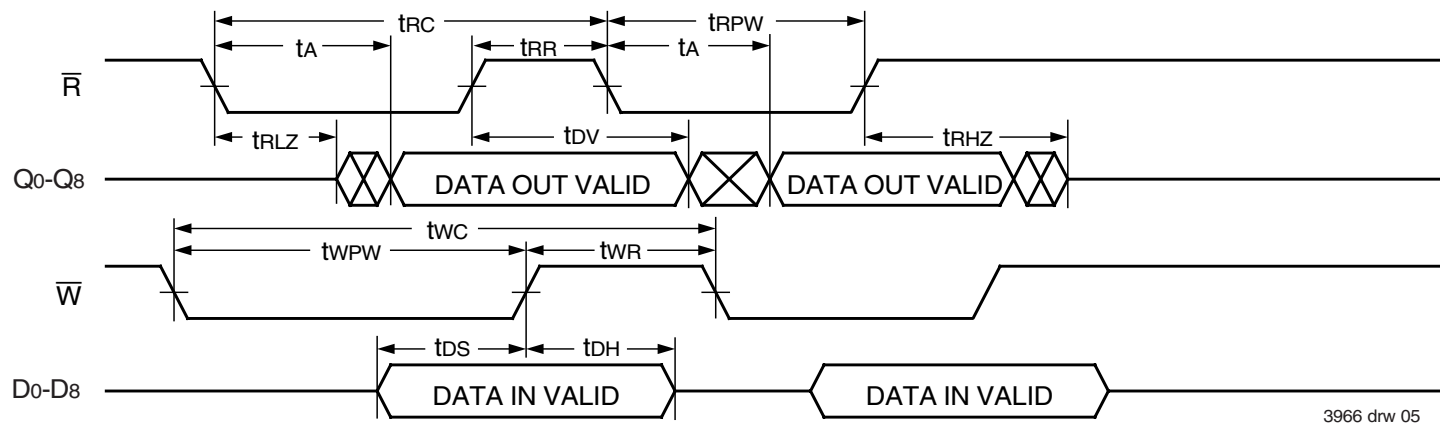 tRC tRPW
tA tRR tA
R̅
tRLZ tDV tRHZ
Q0-Q8 DATA OUT VALID DATA OUT VALID
tWC
tWPW tWR
W̅
tDS tDH
D0-D8 DATA IN VALID DATA IN VALID
3966 drw 05